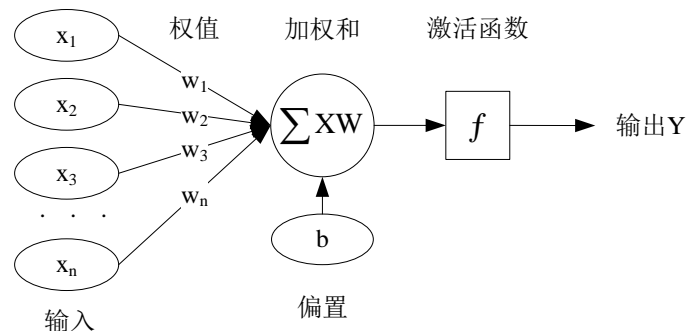 权值 加权和 激活函数
x₁
w₁
x₂
w₂
∑ XW
f
输出Y
x₃
w₃
· · ·
wₙ
xₙ
b
输入
偏置